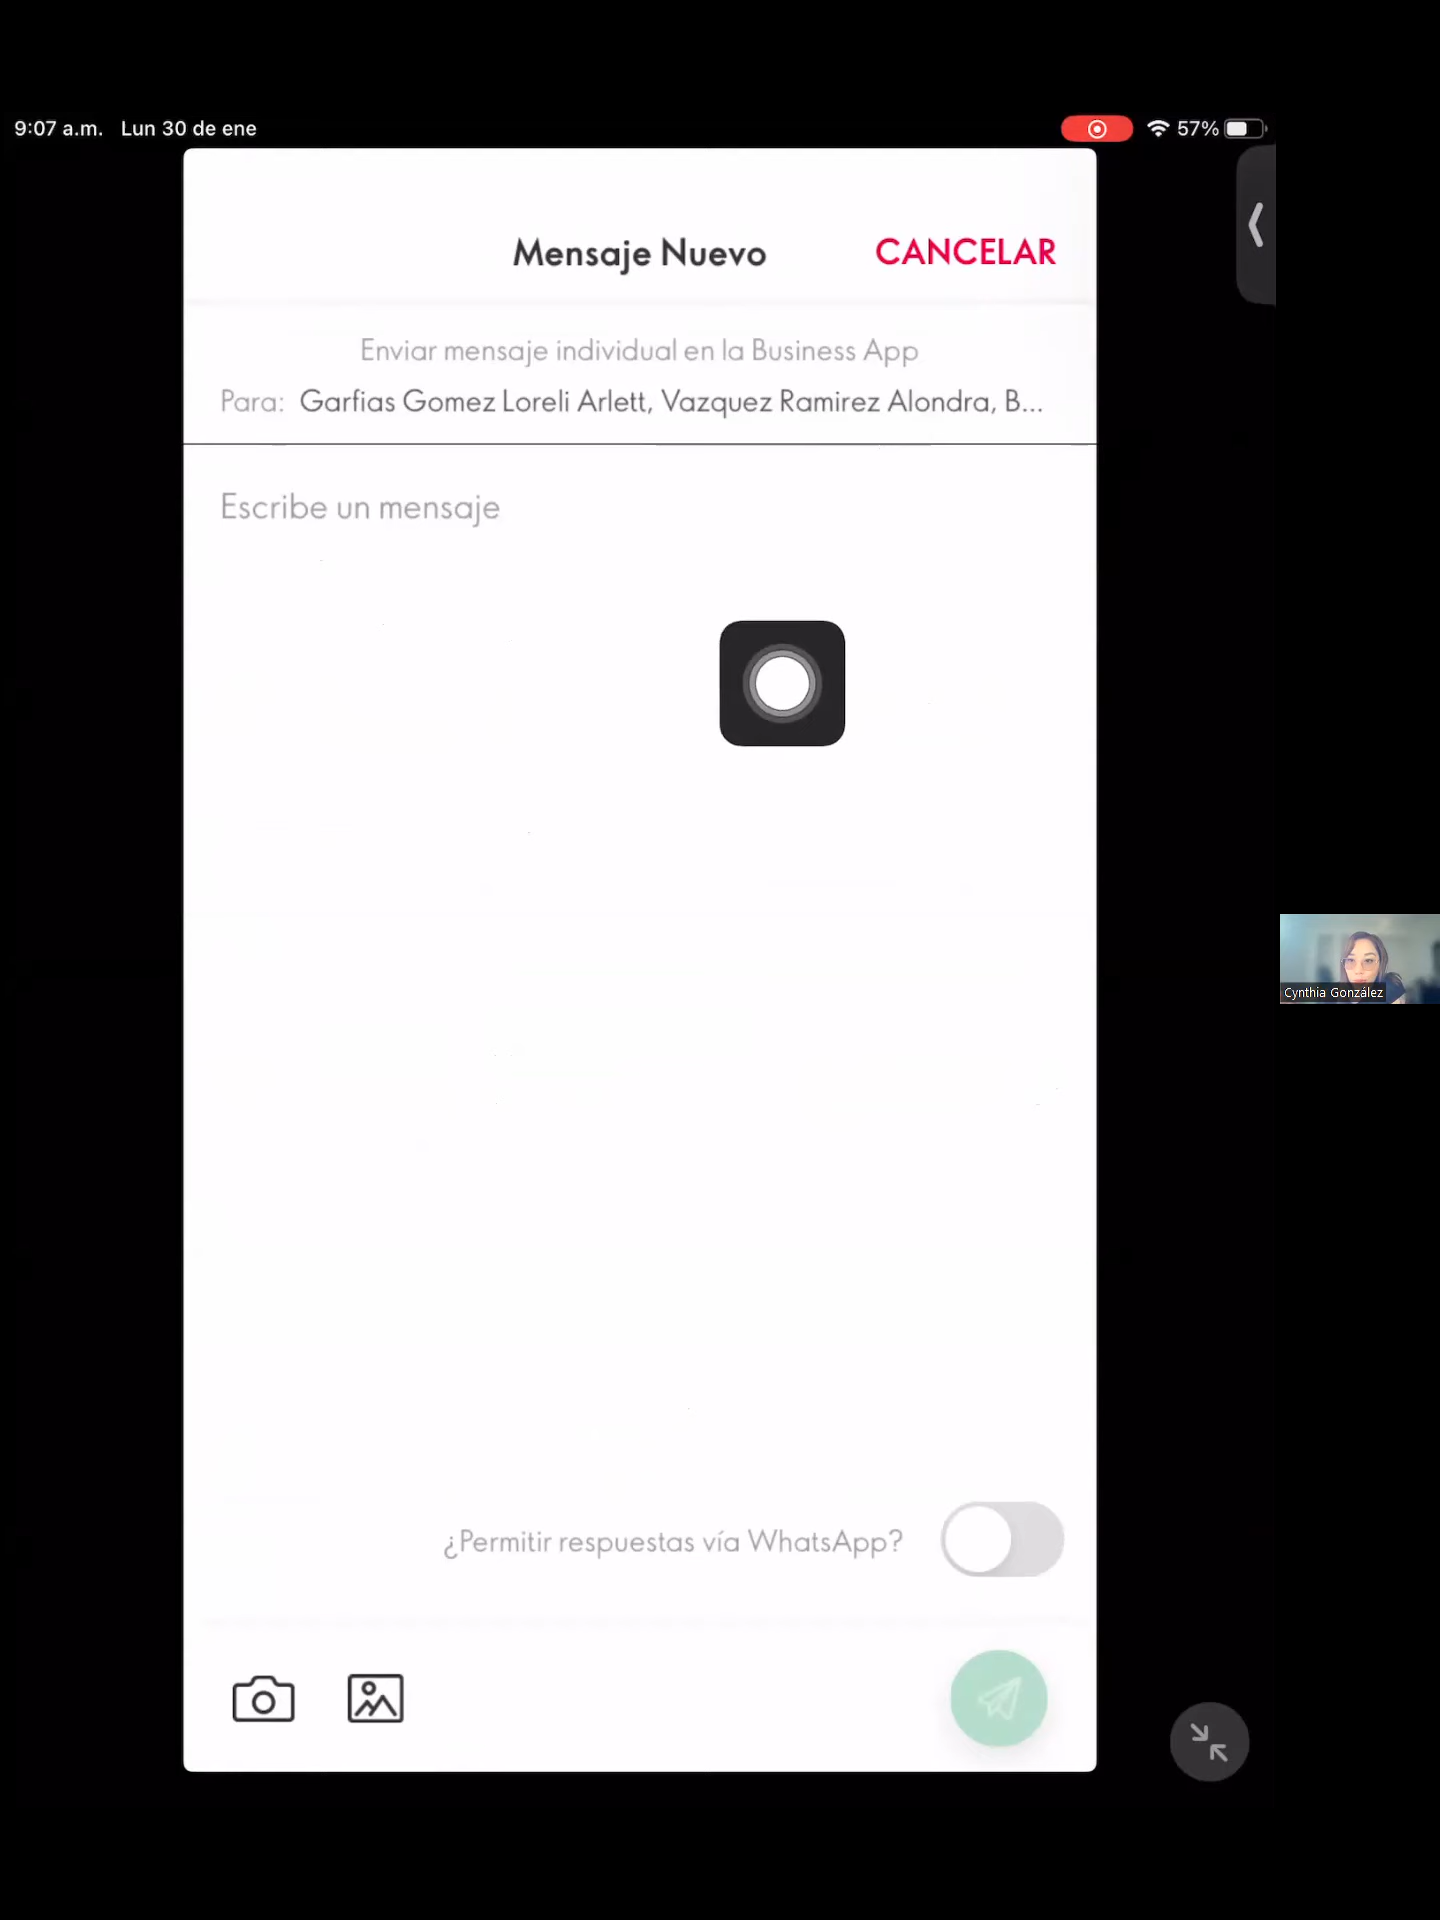 9:07 a.m. Lun 30 de ene
57%
Mensaje Nuevo
CANCELAR
Enviar mensaje individual en la Business App
Para: Garfias Gomez Loreli Arlett, Vazquez Ramirez Alondra, B...
Escribe un mensaje
Cynthia González
¿Permitir respuestas vía WhatsApp?